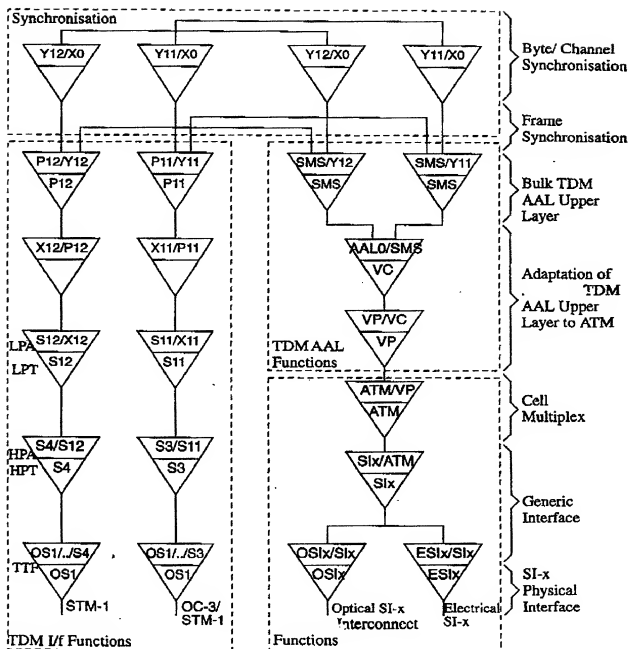 Synchronisation
Y12/X0
Y11/X0
Y12/X0
Y11/X0
Byte/ Channel
Synchronisation
Frame
Synchronisation
P12/Y12
P12
P11/Y11
P11
SMS/Y12
SMS
SMS/Y11
SMS
Bulk TDM
AAL Upper
Layer
X12/P12
X11/P11
AAL0/SMS
VC
Adaptation of
TDM
AAL Upper
Layer to ATM
LPA
LPT
S12/X12
S12
S11/X11
S11
VP/VC
VP
TDM AAL
Functions
ATM/VP
ATM
Cell
Multiplex
HPA
HPT
S4/S12
S4
S3/S11
S3
SIx/ATM
SIx
Generic
Interface
TTP
OS1/../S4
OS1
OS1/../S3
OS1
OSIx/SIx
OSIx
ESIx/SIx
ESIx
SI-x
Physical
Interface
STM-1
OC-3/
STM-1
Optical SI-x
Interconnect
Electrical
SI-x
TDM I/f Functions
Functions